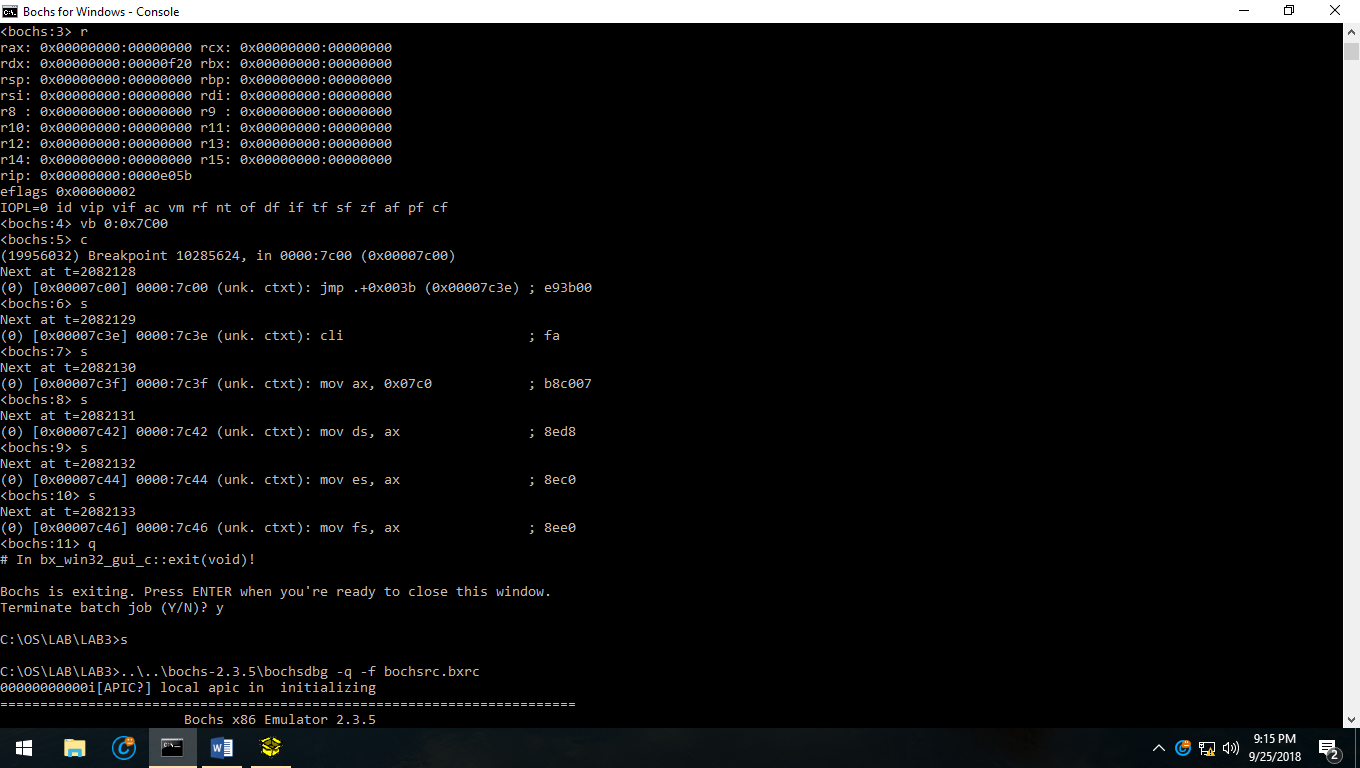 Bochs for Windows - Console
<bochs:3> r
rax: 0x00000000:00000000 rcx: 0x00000000:00000000
rdx: 0x00000000:00000f20 rbx: 0x00000000:00000000
rsp: 0x00000000:00000000 rbp: 0x00000000:00000000
rsi: 0x00000000:00000000 rdi: 0x00000000:00000000
r8 : 0x00000000:00000000 r9 : 0x00000000:00000000
r10: 0x00000000:00000000 r11: 0x00000000:00000000
r12: 0x00000000:00000000 r13: 0x00000000:00000000
r14: 0x00000000:00000000 r15: 0x00000000:00000000
rip: 0x00000000:0000e05b
eflags 0x00000002
IOPL=0 id vip vif ac vm rf nt of df if tf sf zf af pf cf
<bochs:4> vb 0:0x7C00
<bochs:5> c
(19956032) Breakpoint 10285624, in 0000:7c00 (0x00007c00)
Next at t=2082128
(0) [0x00007c00] 0000:7c00 (unk. ctxt): jmp .+0x003b (0x00007c3e) ; e93b00
<bochs:6> s
Next at t=2082129
(0) [0x00007c3e] 0000:7c3e (unk. ctxt): cli                       ; fa
<bochs:7> s
Next at t=2082130
(0) [0x00007c3f] 0000:7c3f (unk. ctxt): mov ax, 0x07c0            ; b8c007
<bochs:8> s
Next at t=2082131
(0) [0x00007c42] 0000:7c42 (unk. ctxt): mov ds, ax                ; 8ed8
<bochs:9> s
Next at t=2082132
(0) [0x00007c44] 0000:7c44 (unk. ctxt): mov es, ax                ; 8ec0
<bochs:10> s
Next at t=2082133
(0) [0x00007c46] 0000:7c46 (unk. ctxt): mov fs, ax                ; 8ee0
<bochs:11> q
# In bx_win32_gui_c::exit(void)!
Bochs is exiting. Press ENTER when you're ready to close this window.
Terminate batch job (Y/N)? y
C:\OS\LAB\LAB3>s
C:\OS\LAB\LAB3>..\..\bochs-2.3.5\bochsdbg -q -f bochsrc.bxrc
00000000000i[APIC?] local apic in  initializing
========================================================================
Bochs x86 Emulator 2.3.5
9:15 PM
9/25/2018
2